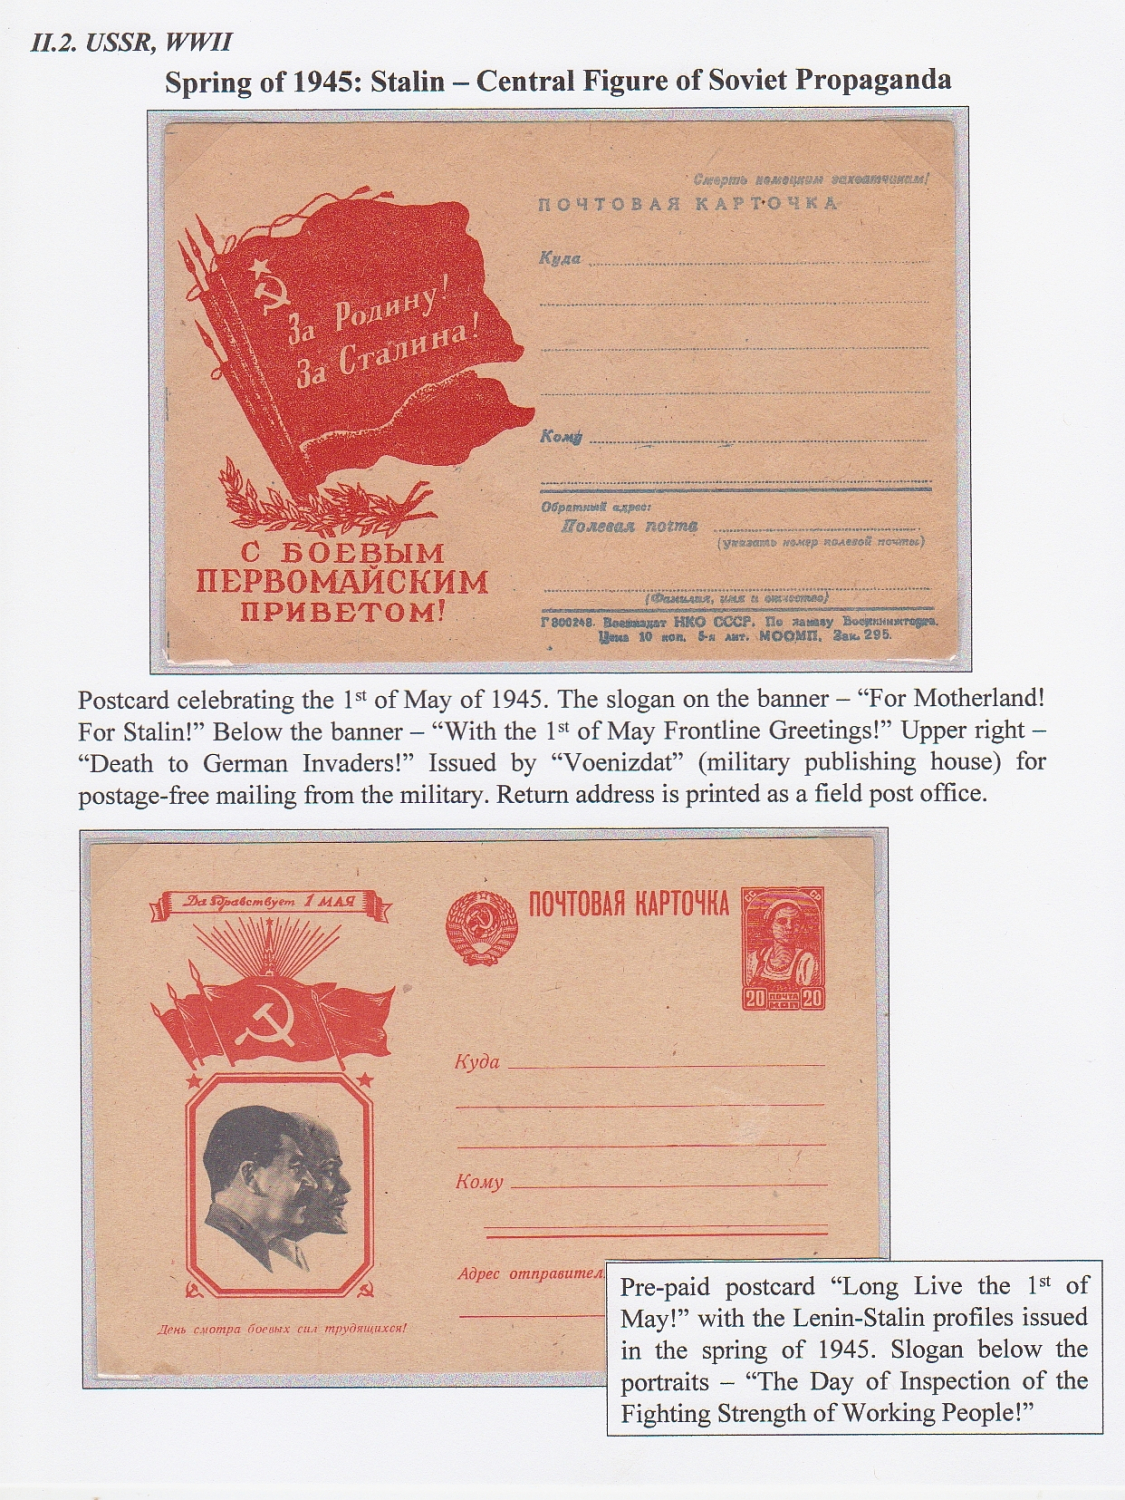 II.2. USSR, WWII
Spring of 1945: Stalin – Central Figure of Soviet Propaganda
Смерть немецким захватчикам!
ПОЧТОВАЯ КАРТОЧКА
Куда
За Родину!
За Сталина!
Кому
Обратный адрес:
Полевая почта
(указать номер полевой почты)
С БОЕВЫМ
ПЕРВОМАЙСКИМ
ПРИВЕТОМ!
(Фамилия, имя и отчество)
Г800248. Воениздат НКО СССР. По заказу Военкниготорга.
Цена 10 коп. 5-я лит. МООМП, Зак. 295.
Postcard celebrating the 1st of May of 1945. The slogan on the banner – “For Motherland!
For Stalin!” Below the banner – “With the 1st of May Frontline Greetings!” Upper right –
“Death to German Invaders!” Issued by “Voenizdat” (military publishing house) for
postage-free mailing from the military. Return address is printed as a field post office.
Да здравствует 1 МАЯ
ПОЧТОВАЯ КАРТОЧКА
СС СР
20 ПОЧТА 20
КОП
Куда
Кому
Адрес отправител
День смотра боевых сил трудящихся!
Pre-paid postcard “Long Live the 1st of
May!” with the Lenin-Stalin profiles issued
in the spring of 1945. Slogan below the
portraits – “The Day of Inspection of the
Fighting Strength of Working People!”